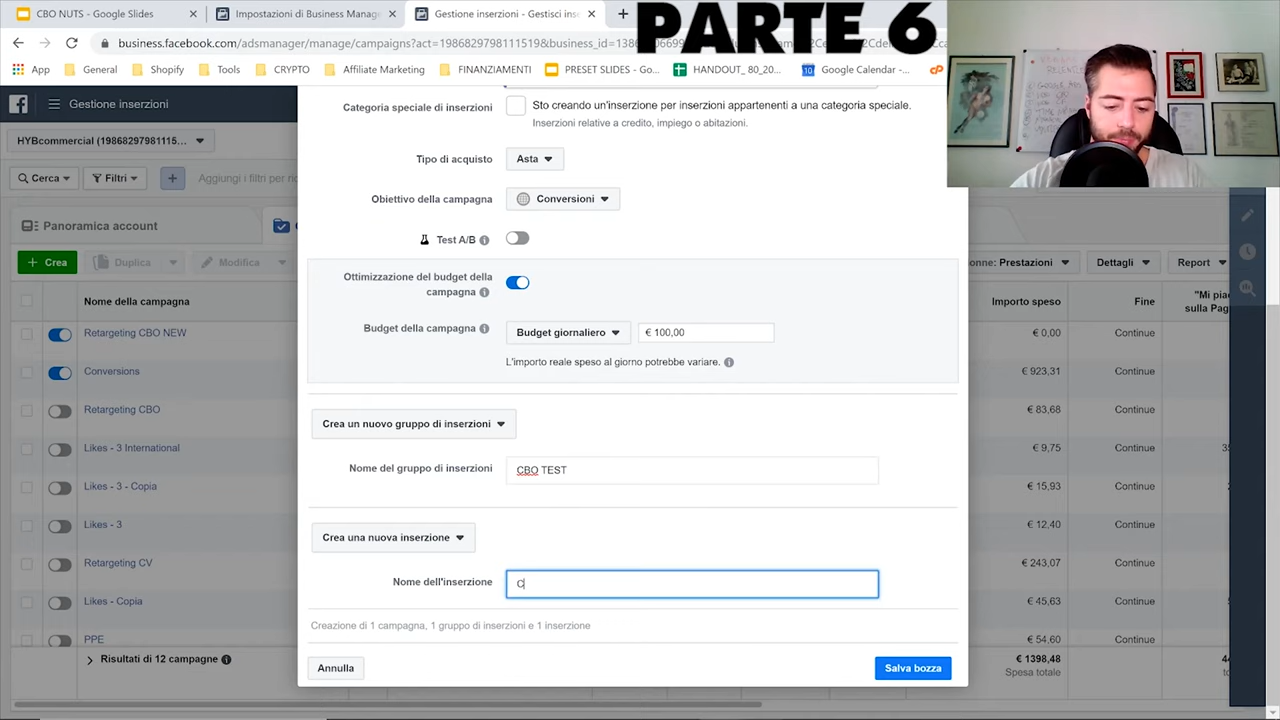 PARTE 6
CBO NUTS - Google Slides
Impostazioni di Business Mana
Gestione inserzioni - Gestisci ins
business.facebook.com/adsmanager/manage/campaigns?act=1986829798111519&business_id=138
App
Generali
Shopify
Tools
CRYPTO
Affiliate Marketing
FINANZIAMENTI
PRESET SLIDES - Go...
HANDOUT_ 80_20...
Google Calendar -...
Gestione inserzioni
HYBcommercial (19868297981115...
Cerca
Filtri
Aggiungi i filtri per
Panoramica account
Crea
Duplica
Modifica
Nome della campagna
Retargeting CBO NEW
Conversions
Retargeting CBO
Likes - 3 International
Likes - 3 - Copia
Likes - 3
Retargeting CV
Likes - Copia
PPE
Risultati di 12 campagne
Categoria speciale di inserzioni
Sto creando un'inserzione per inserzioni appartenenti a una categoria speciale.
Inserzioni relative a credito, impiego o abitazioni.
Tipo di acquisto
Asta
Obiettivo della campagna
Conversioni
Test A/B
Ottimizzazione del budget della
campagna
Budget della campagna
Budget giornaliero
€ 100,00
L'importo reale speso al giorno potrebbe variare.
Crea un nuovo gruppo di inserzioni
Nome del gruppo di inserzioni
CBO TEST
Crea una nuova inserzione
Nome dell'inserzione
C
Creazione di 1 campagna, 1 gruppo di inserzioni e 1 inserzione
Annulla
Salva bozza
onne: Prestazioni
Dettagli
Report
Importo speso
Fine
"Mi piac
sulla Pag
€ 0,00
Continue
€ 923,31
Continue
€ 83,68
Continue
€ 9,75
Continue
€ 15,93
Continue
€ 12,40
Continue
€ 243,07
Continue
€ 45,63
Continue
€ 54,60
Continue
€ 1398,48
Spesa totale